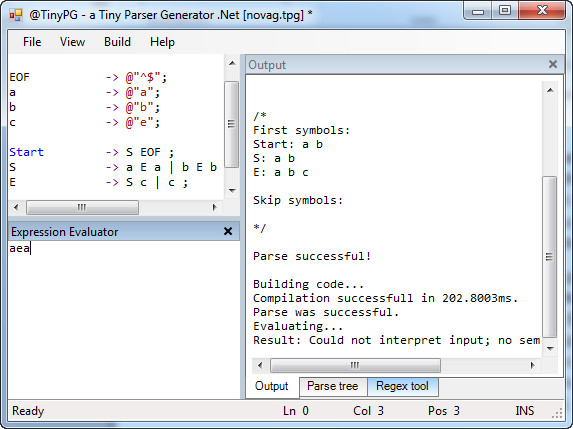 @TinyPG - a Tiny Parser Generator .Net [novag.tpg] *
File View Build Help
EOF -> @"^$";
a -> @"a";
b -> @"b";
c -> @"e";
Start -> S EOF ;
S -> a E a | b E b
E -> S c | c ;
Expression Evaluator
aea
Output
/*
First symbols:
Start: a b
S: a b
E: a b c
Skip symbols:
*/
Parse successful!
Building code...
Compilation successfull in 202.8003ms.
Parse was successful.
Evaluating...
Result: Could not interpret input; no sem
Output Parse tree Regex tool
Ready Ln 0 Col 3 Pos 3 INS